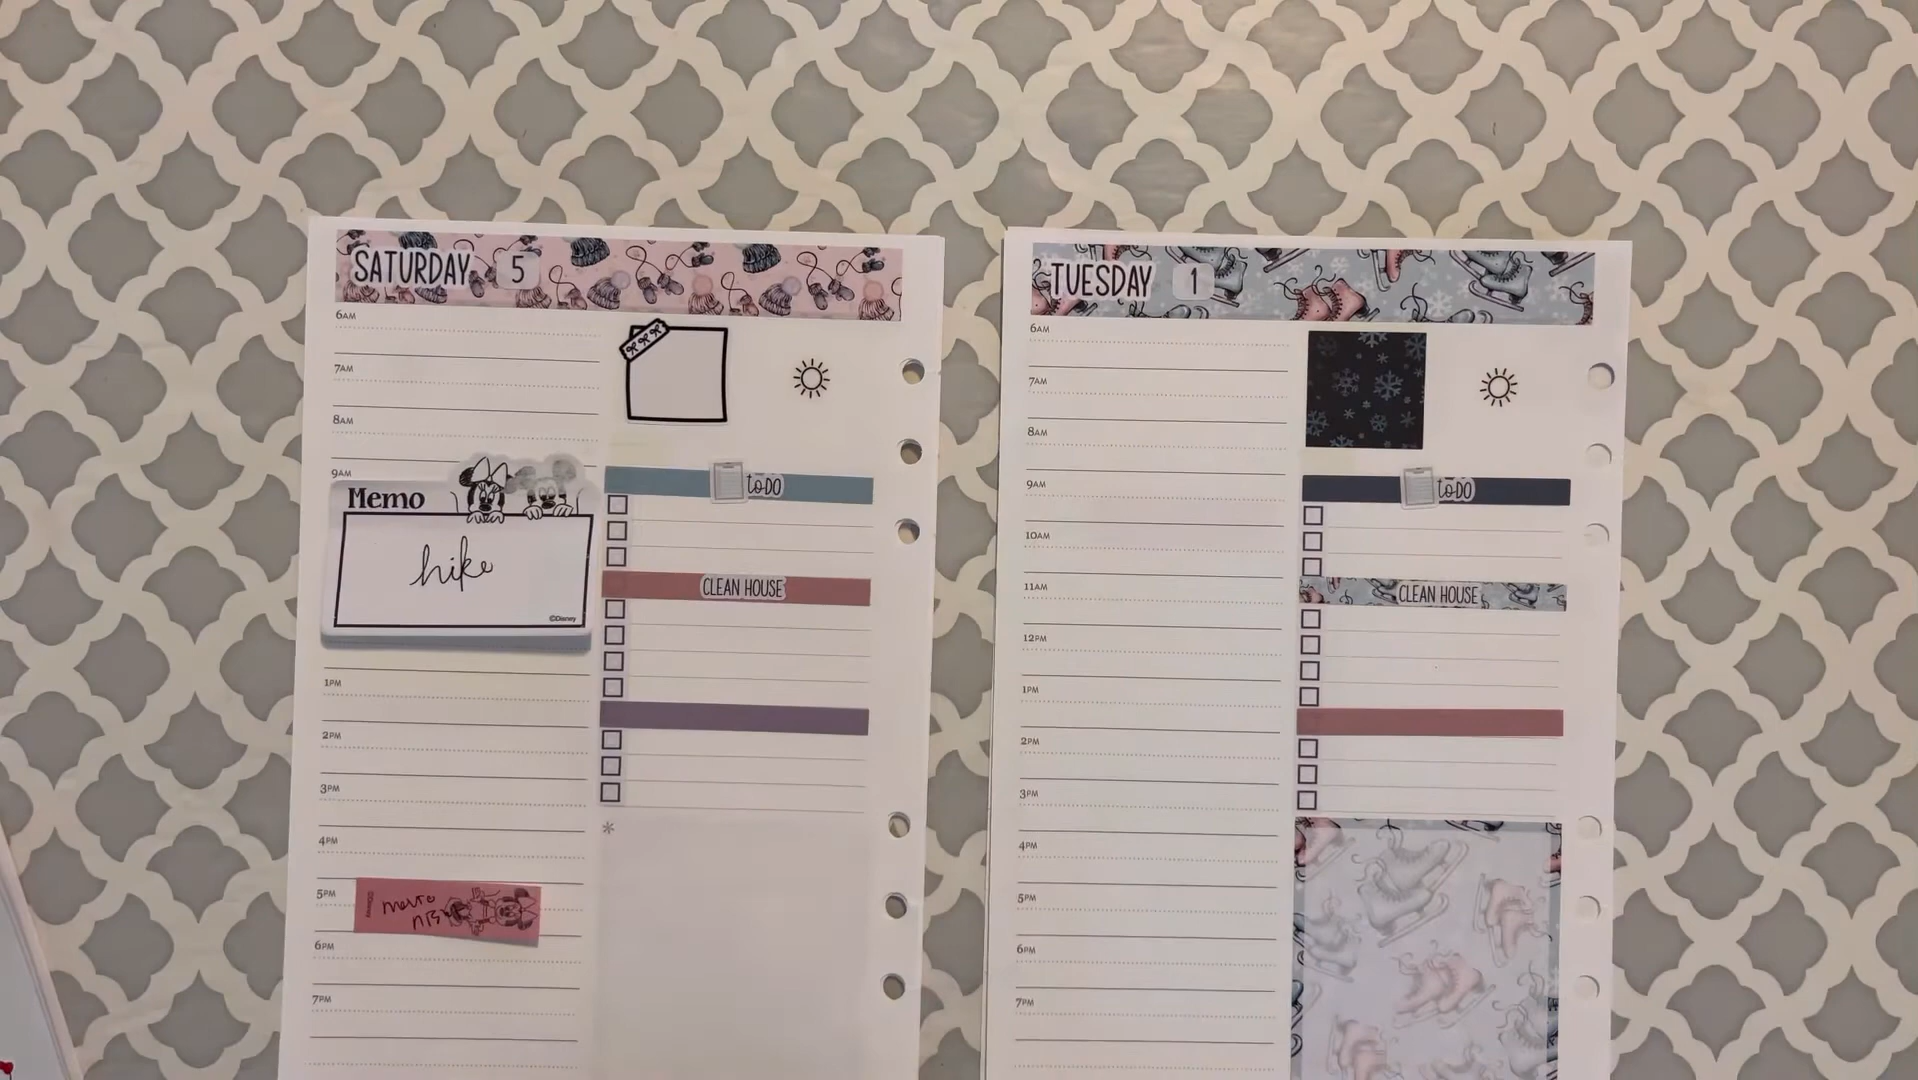 SATURDAY 5
6AM
7AM
8AM
9AM
Memo
hike
©Disney
1PM
2PM
3PM
4PM
5PM
©Disney
6PM
7PM
toDO
CLEAN HOUSE
*
TUESDAY 1
6AM
7AM
8AM
9AM
10AM
11AM
12PM
1PM
2PM
3PM
4PM
5PM
6PM
7PM
toDO
CLEAN HOUSE